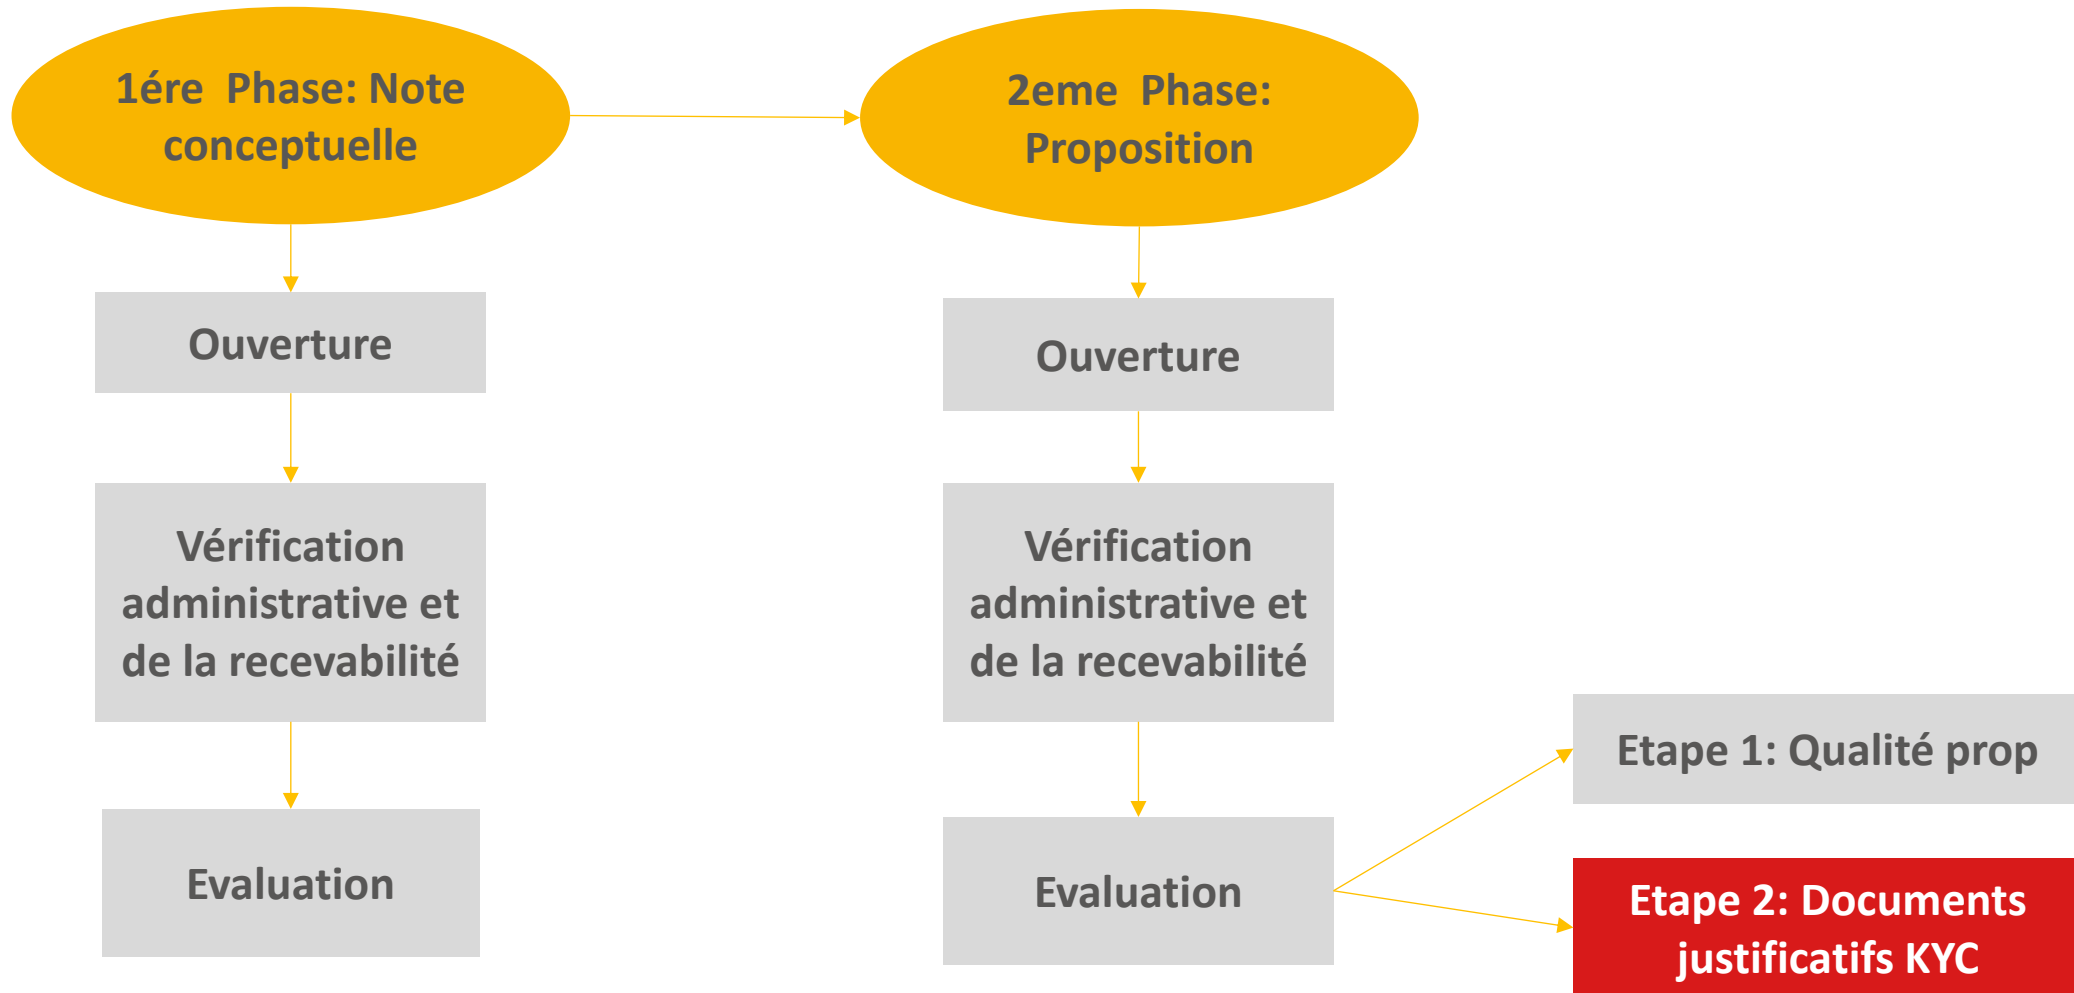 1ére Phase: Note
conceptuelle
Ouverture
Vérification
administrative et
de la recevabilité
Evaluation
2eme Phase:
Proposition
Ouverture
Vérification
administrative et
de la recevabilité
Evaluation
Etape 1: Qualité prop
Etape 2: Documents
justificatifs KYC